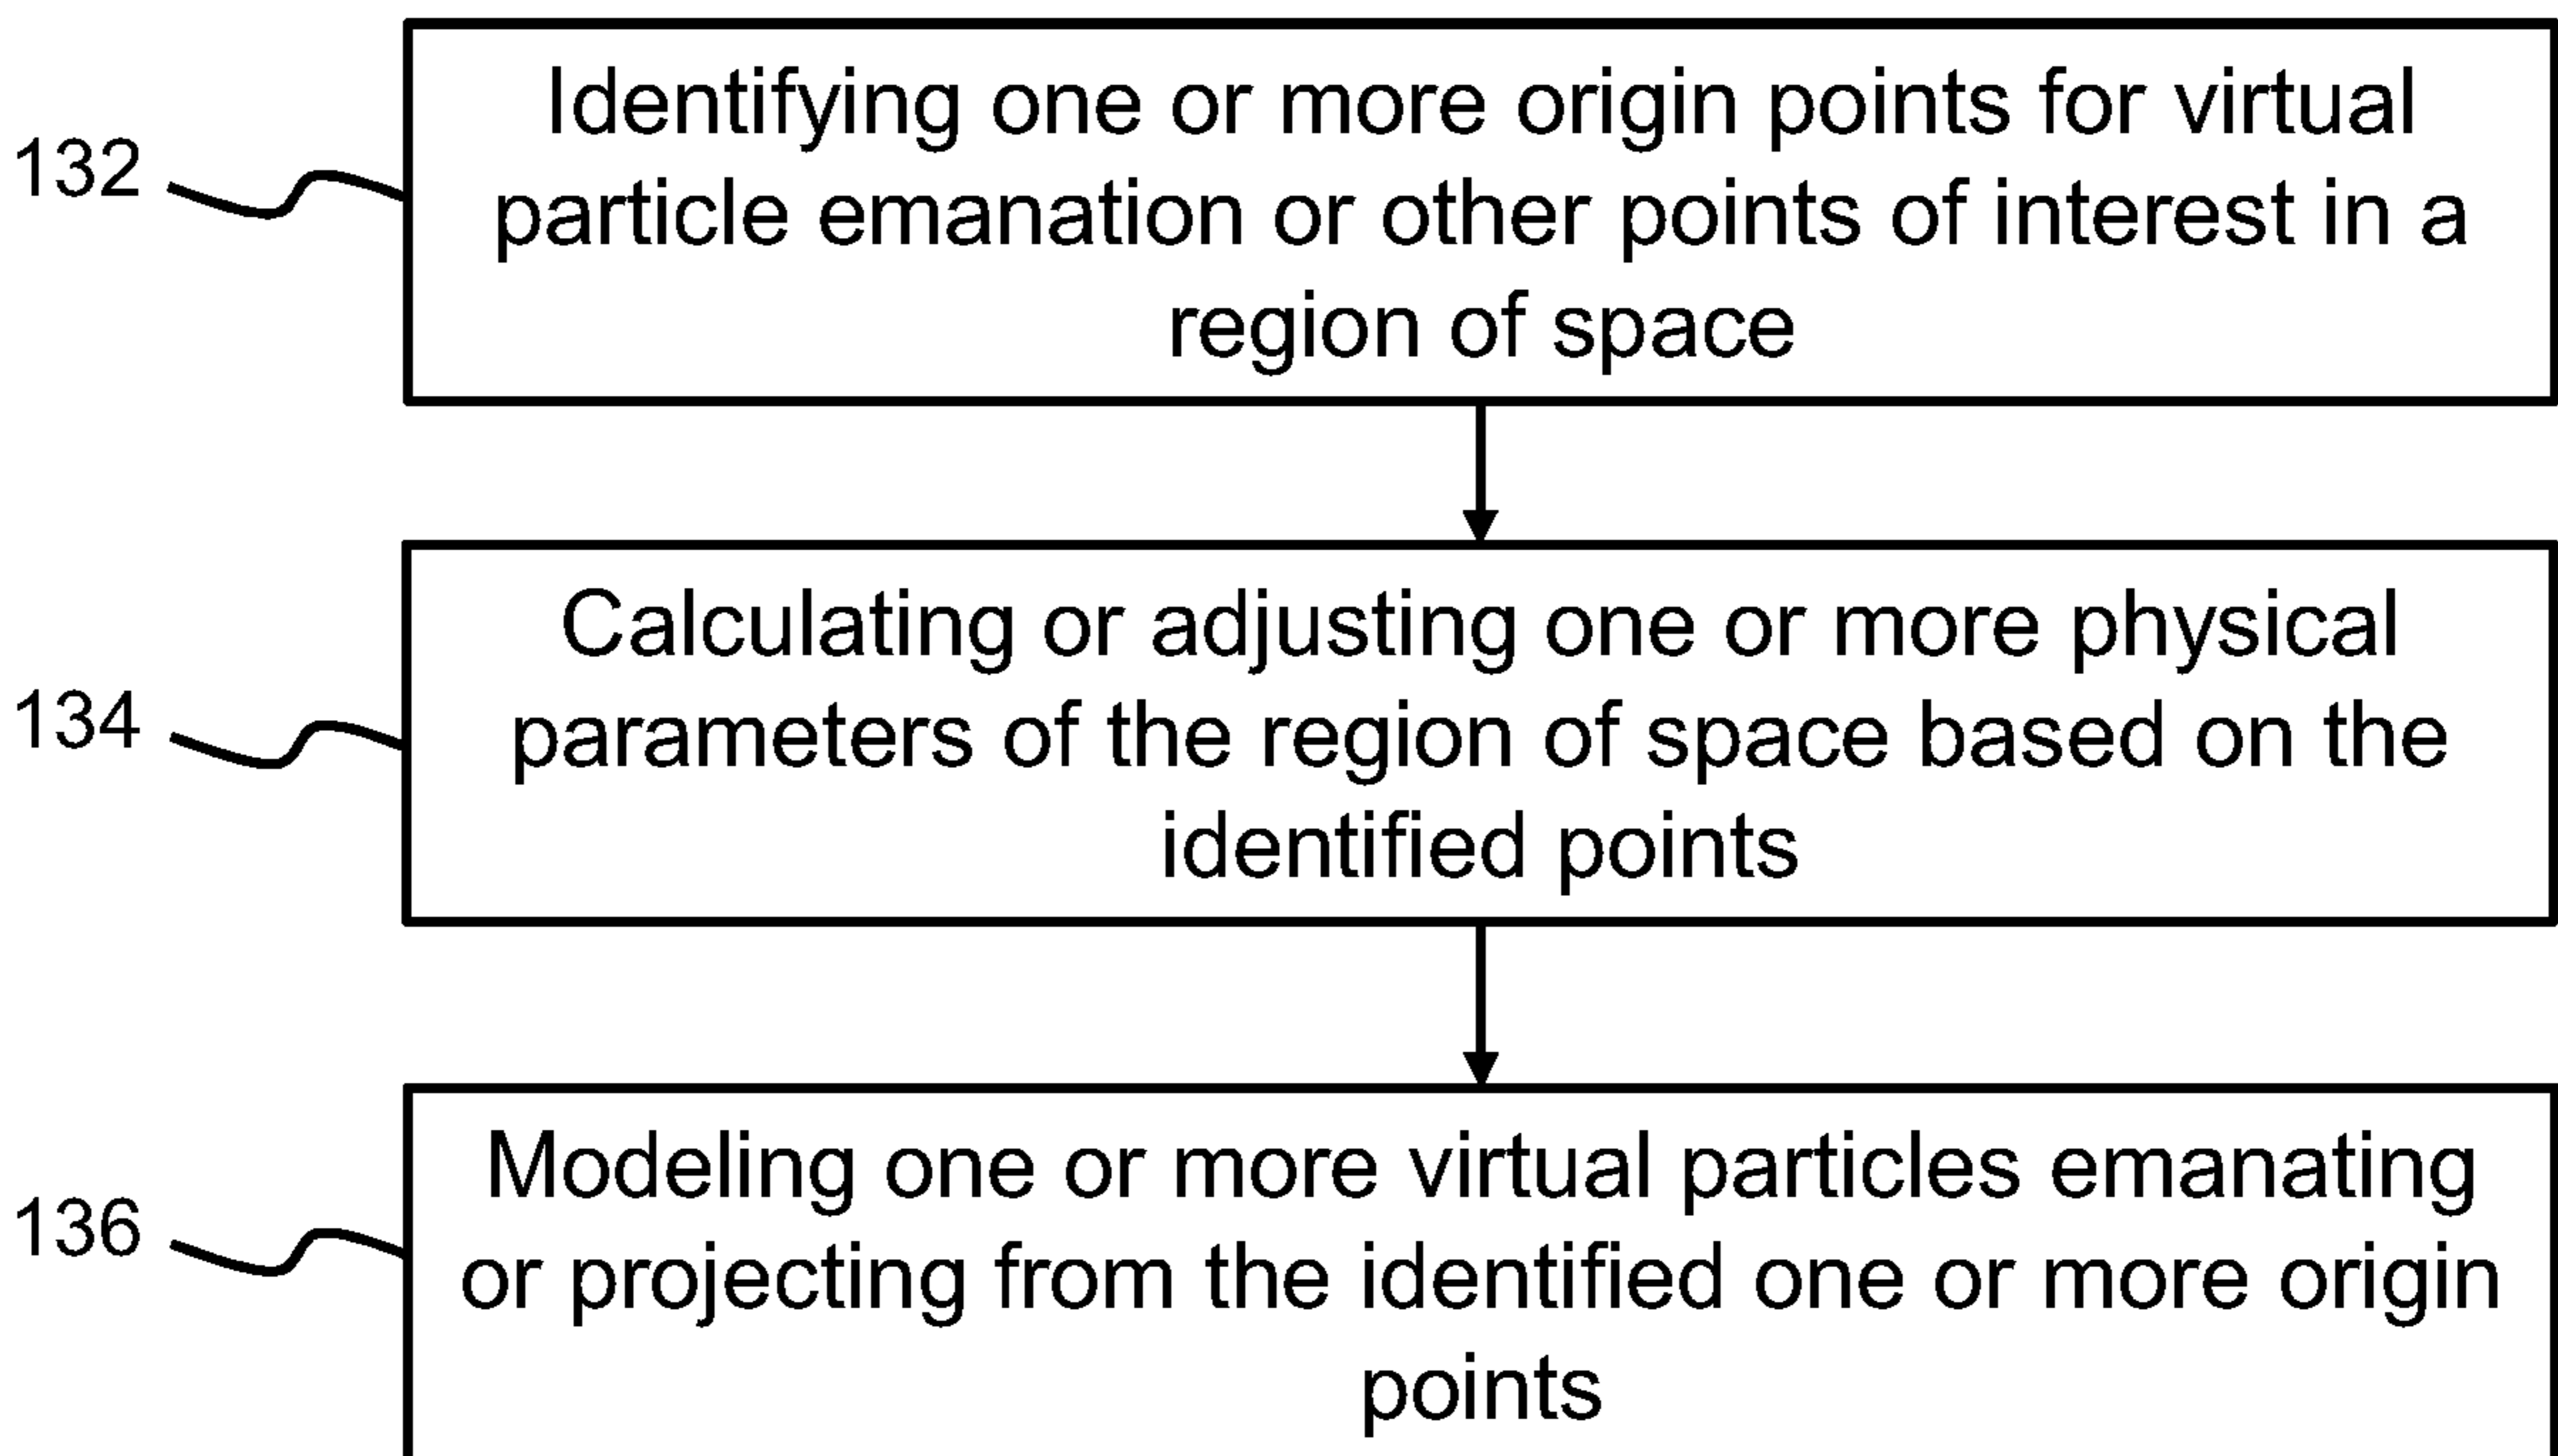 132
Identifying one or more origin points for virtual
particle emanation or other points of interest in a
region of space
134
Calculating or adjusting one or more physical
parameters of the region of space based on the
identified points
136
Modeling one or more virtual particles emanating
or projecting from the identified one or more origin
points